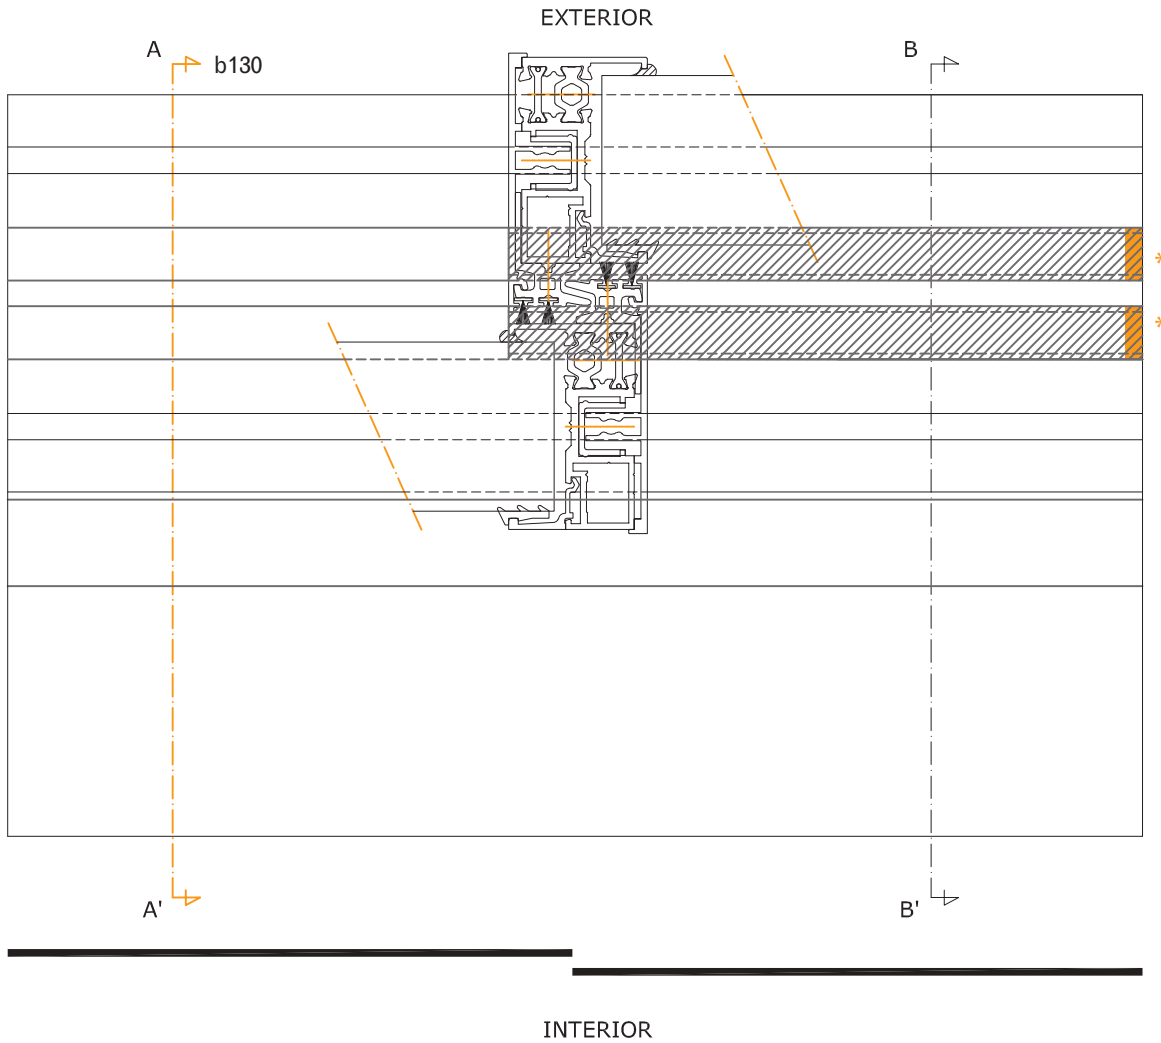 EXTERIOR
A
b130
B
*
*
A'
B'
INTERIOR